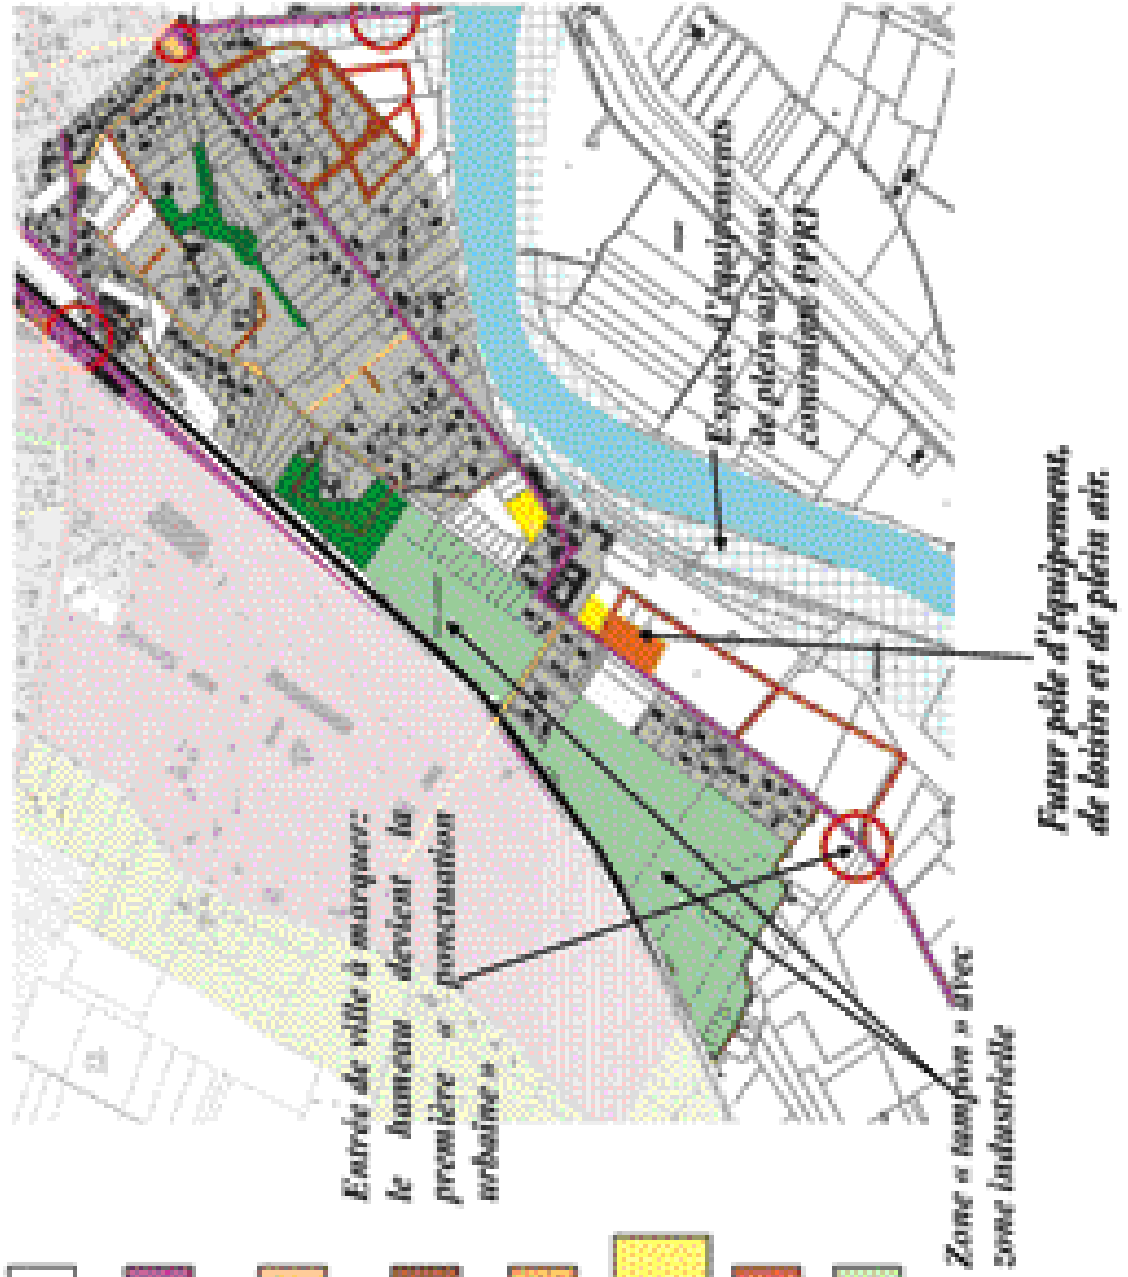 Entrée de ville à marquer:
le hameau devient la
première « ponctuation
urbaine »
Zone « tampon » avec
zone industrielle
Espace d'équipements
de plein air sous
contrainte PPRI
Futur pôle d'équipement,
de loisirs et de plein air.